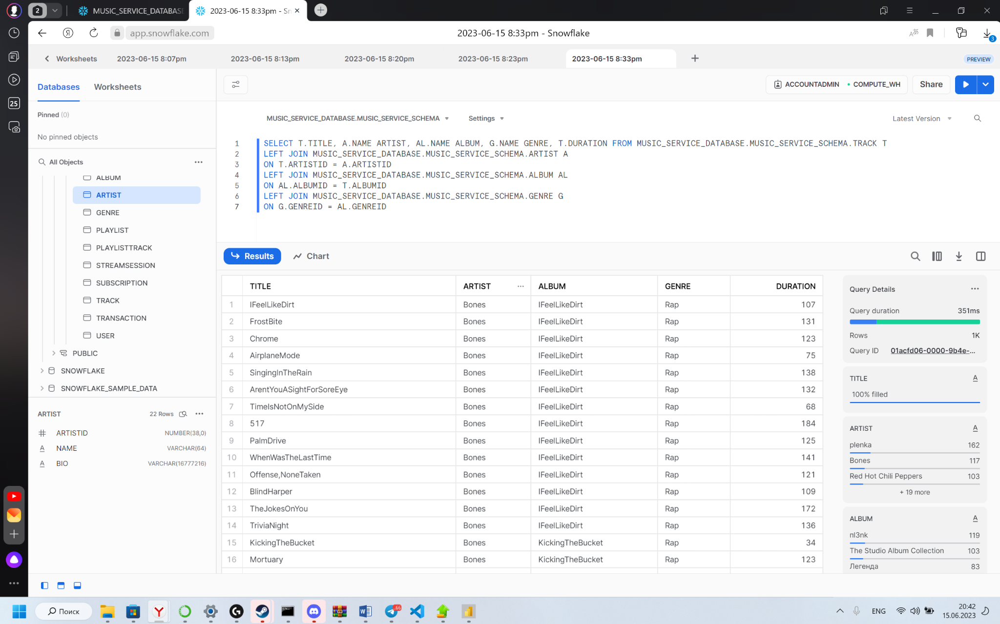 2
MUSIC_SERVICE_DATABASE
2023-06-15 8:33pm - Sn
app.snowflake.com
2023-06-15 8:33pm - Snowflake
3
Worksheets
2023-06-15 8:07pm
2023-06-15 8:13pm
2023-06-15 8:20pm
2023-06-15 8:23pm
2023-06-15 8:33pm
PREVIEW
25
Databases
Worksheets
ACCOUNTADMIN • COMPUTE_WH
Share
Pinned (0)
No pinned objects
All Objects
ALBUM
ARTIST
GENRE
PLAYLIST
PLAYLISTTRACK
STREAMSESSION
SUBSCRIPTION
TRACK
TRANSACTION
USER
PUBLIC
SNOWFLAKE
SNOWFLAKE_SAMPLE_DATA
ARTIST 22 Rows
ARTISTID NUMBER(38,0)
NAME VARCHAR(64)
BIO VARCHAR(16777216)
MUSIC_SERVICE_DATABASE.MUSIC_SERVICE_SCHEMA
Settings
Latest Version
1 SELECT T.TITLE, A.NAME ARTIST, AL.NAME ALBUM, G.NAME GENRE, T.DURATION FROM MUSIC_SERVICE_DATABASE.MUSIC_SERVICE_SCHEMA.TRACK T
2 LEFT JOIN MUSIC_SERVICE_DATABASE.MUSIC_SERVICE_SCHEMA.ARTIST A
3 ON T.ARTISTID = A.ARTISTID
4 LEFT JOIN MUSIC_SERVICE_DATABASE.MUSIC_SERVICE_SCHEMA.ALBUM AL
5 ON AL.ALBUMID = T.ALBUMID
6 LEFT JOIN MUSIC_SERVICE_DATABASE.MUSIC_SERVICE_SCHEMA.GENRE G
7 ON G.GENREID = AL.GENREID
Results
Chart
TITLE ARTIST ... ALBUM GENRE DURATION
1 IFeelLikeDirt Bones IFeelLikeDirt Rap 107
2 FrostBite Bones IFeelLikeDirt Rap 131
3 Chrome Bones IFeelLikeDirt Rap 123
4 AirplaneMode Bones IFeelLikeDirt Rap 75
5 SingingInTheRain Bones IFeelLikeDirt Rap 138
6 ArentYouASightForSoreEye Bones IFeelLikeDirt Rap 132
7 TimeIsNotOnMySide Bones IFeelLikeDirt Rap 68
8 517 Bones IFeelLikeDirt Rap 184
9 PalmDrive Bones IFeelLikeDirt Rap 125
10 WhenWasTheLastTime Bones IFeelLikeDirt Rap 141
11 Offense,NoneTaken Bones IFeelLikeDirt Rap 121
12 BlindHarper Bones IFeelLikeDirt Rap 109
13 TheJokesOnYou Bones IFeelLikeDirt Rap 172
14 TriviaNight Bones IFeelLikeDirt Rap 136
15 KickingTheBucket Bones KickingTheBucket Rap 34
16 Mortuary Bones KickingTheBucket Rap 123
Query Details
Query duration 351ms
Rows 1K
Query ID 01acfd06-0000-9b4e-...
TITLE A
100% filled
ARTIST A
plenka 162
Bones 117
Red Hot Chili Peppers 103
+ 19 more
ALBUM A
пl3nk 119
The Studio Album Collection 103
Легенда 83
Поиск
66
ENG
20:42
15.06.2023